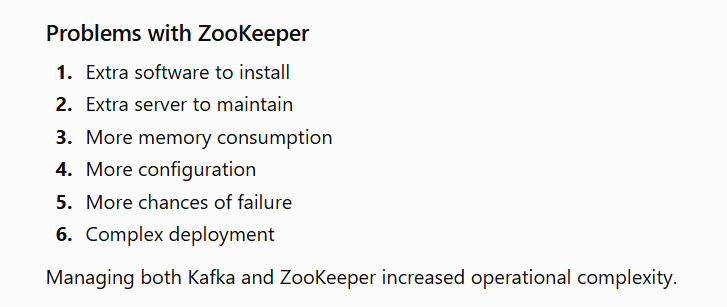 Problems with ZooKeeper
1. Extra software to install
2. Extra server to maintain
3. More memory consumption
4. More configuration
5. More chances of failure
6. Complex deployment
Managing both Kafka and ZooKeeper increased operational complexity.